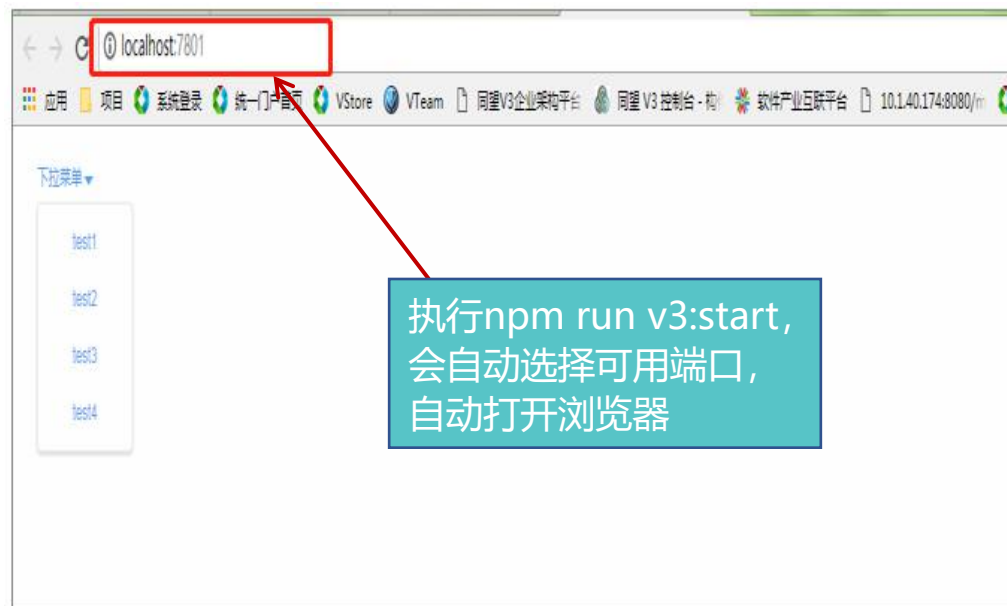 localhost:7801
应用 项目 系统登录 统一门户首页 VStore VTeam 同望V3企业架构平台 同望 V3 控制台 - 构 软件产业互联平台 10.1.40.174:8080/m
下拉菜单▼
test1
test2
test3
test4
执行npm run v3:start，
会自动选择可用端口，
自动打开浏览器